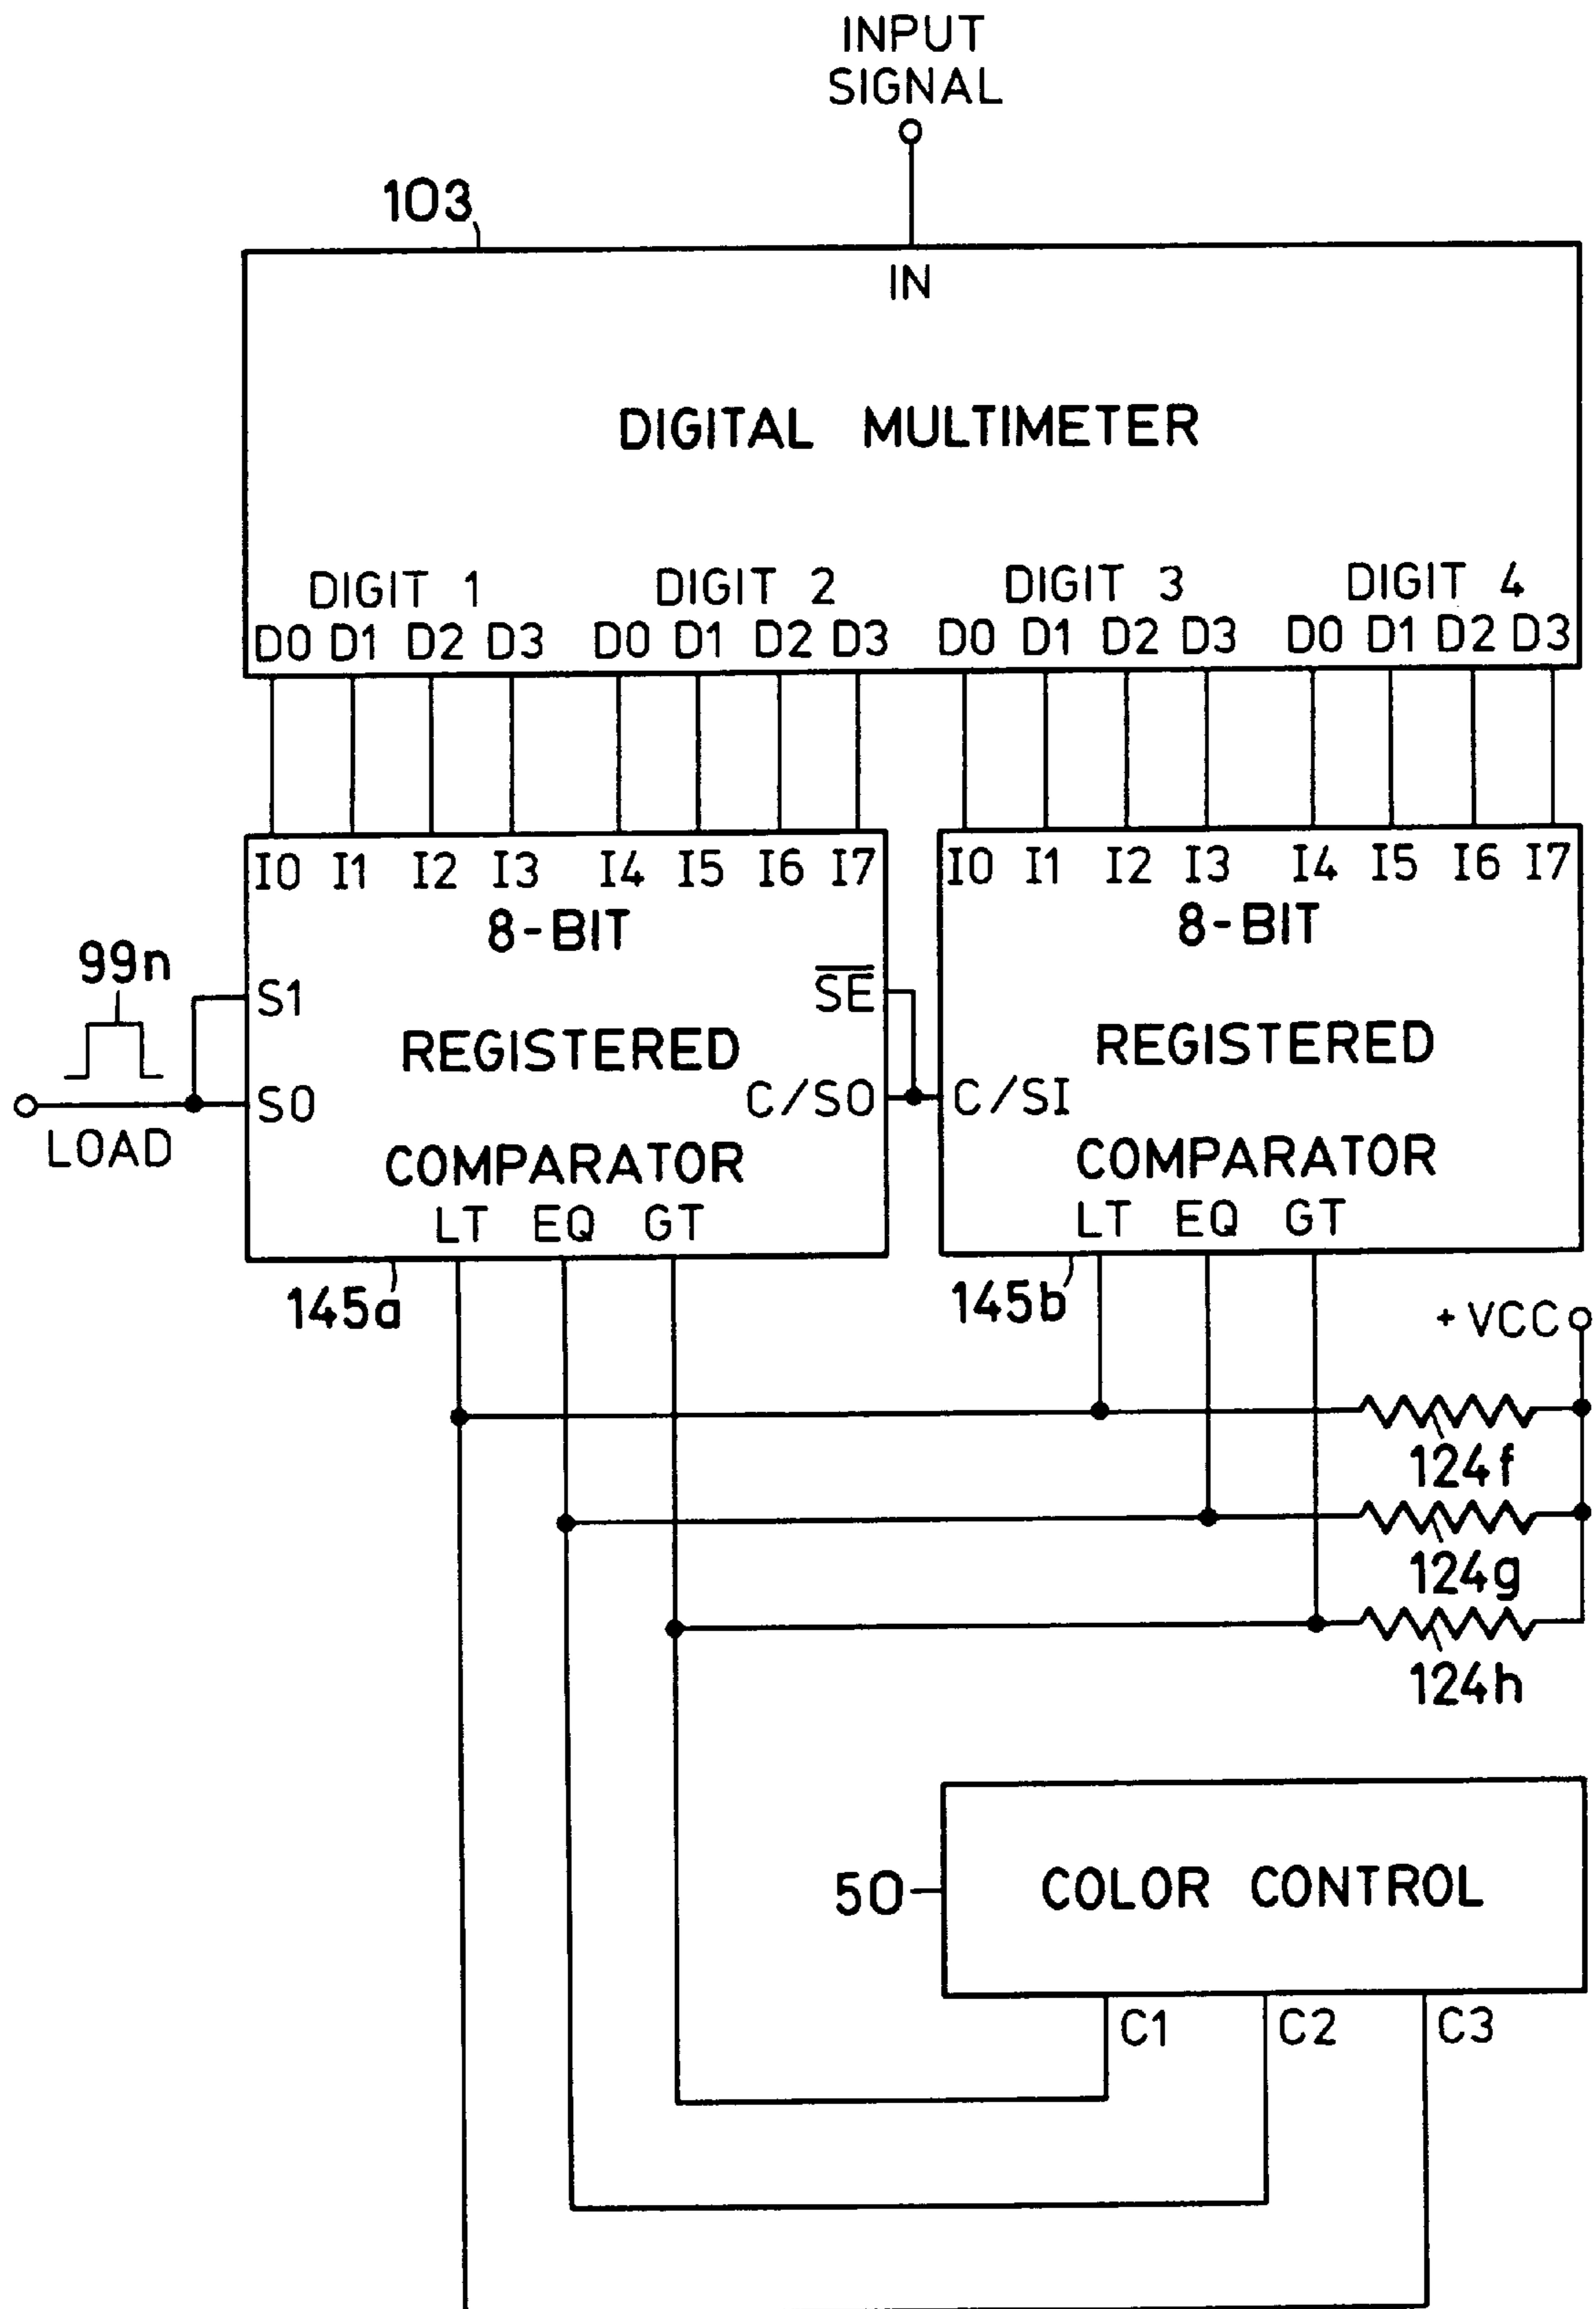 INPUT
SIGNAL
103
IN
DIGITAL MULTIMETER
DIGIT 1 DIGIT 2 DIGIT 3 DIGIT 4
D0 D1 D2 D3 D0 D1 D2 D3 D0 D1 D2 D3 D0 D1 D2 D3
I0 I1 I2 I3 I4 I5 I6 I7 I0 I1 I2 I3 I4 I5 I6 I7
8-BIT 8-BIT
99n
S1 SE
REGISTERED REGISTERED
S0 C/SO C/SI
LOAD
COMPARATOR COMPARATOR
LT EQ GT LT EQ GT
145a 145b
+ VCC
124f
124g
124h
50 COLOR CONTROL
C1 C2 C3